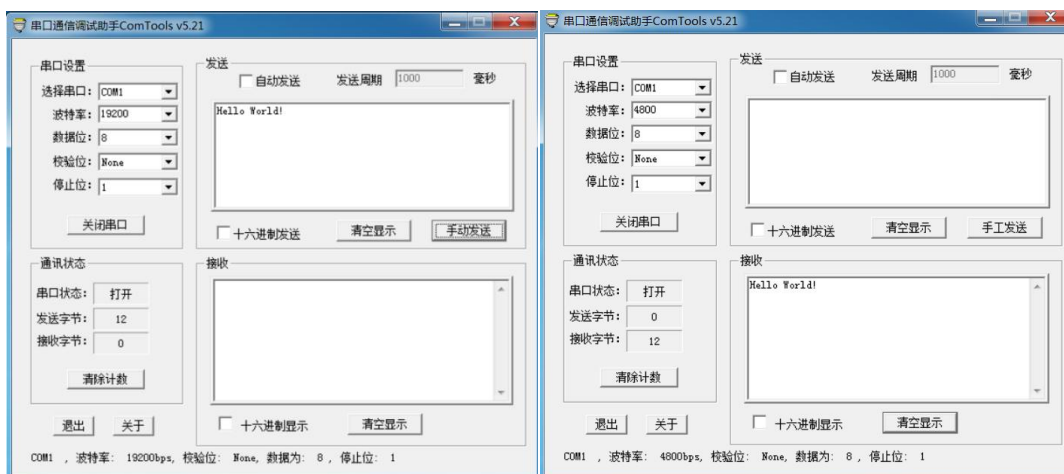 串口通信调试助手ComTools v5.21
串口设置
选择串口： COM1
波特率： 19200
数据位： 8
校验位： None
停止位： 1
关闭串口
发送
自动发送 发送周期 1000 毫秒
Hello World!
十六进制发送 清空显示 手动发送
通讯状态
串口状态： 打开
发送字节： 12
接收字节： 0
清除计数
接收
退出 关于
十六进制显示 清空显示
COM1 ，波特率： 19200bps, 校验位： None, 数据为： 8 , 停止位： 1
串口通信调试助手ComTools v5.21
串口设置
选择串口： COM1
波特率： 4800
数据位： 8
校验位： None
停止位： 1
关闭串口
发送
自动发送 发送周期 1000 毫秒
十六进制发送 清空显示 手工发送
通讯状态
串口状态： 打开
发送字节： 0
接收字节： 12
清除计数
接收
Hello World!
退出 关于
十六进制显示 清空显示
COM1 ，波特率： 4800bps, 校验位： None, 数据为： 8 , 停止位： 1